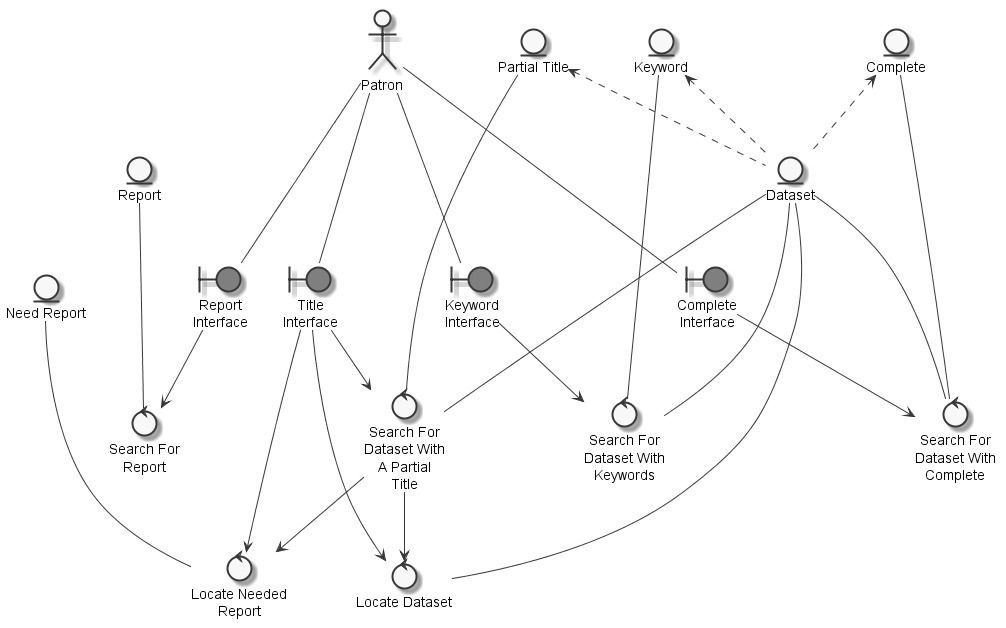 Patron
Partial Title
Keyword
Complete
Report
Dataset
Need Report
Report
Interface
Title
Interface
Keyword
Interface
Complete
Interface
Search For
Report
Search For
Dataset With
A Partial
Title
Search For
Dataset With
Keywords
Search For
Dataset With
Complete
Locate Needed
Report
Locate Dataset